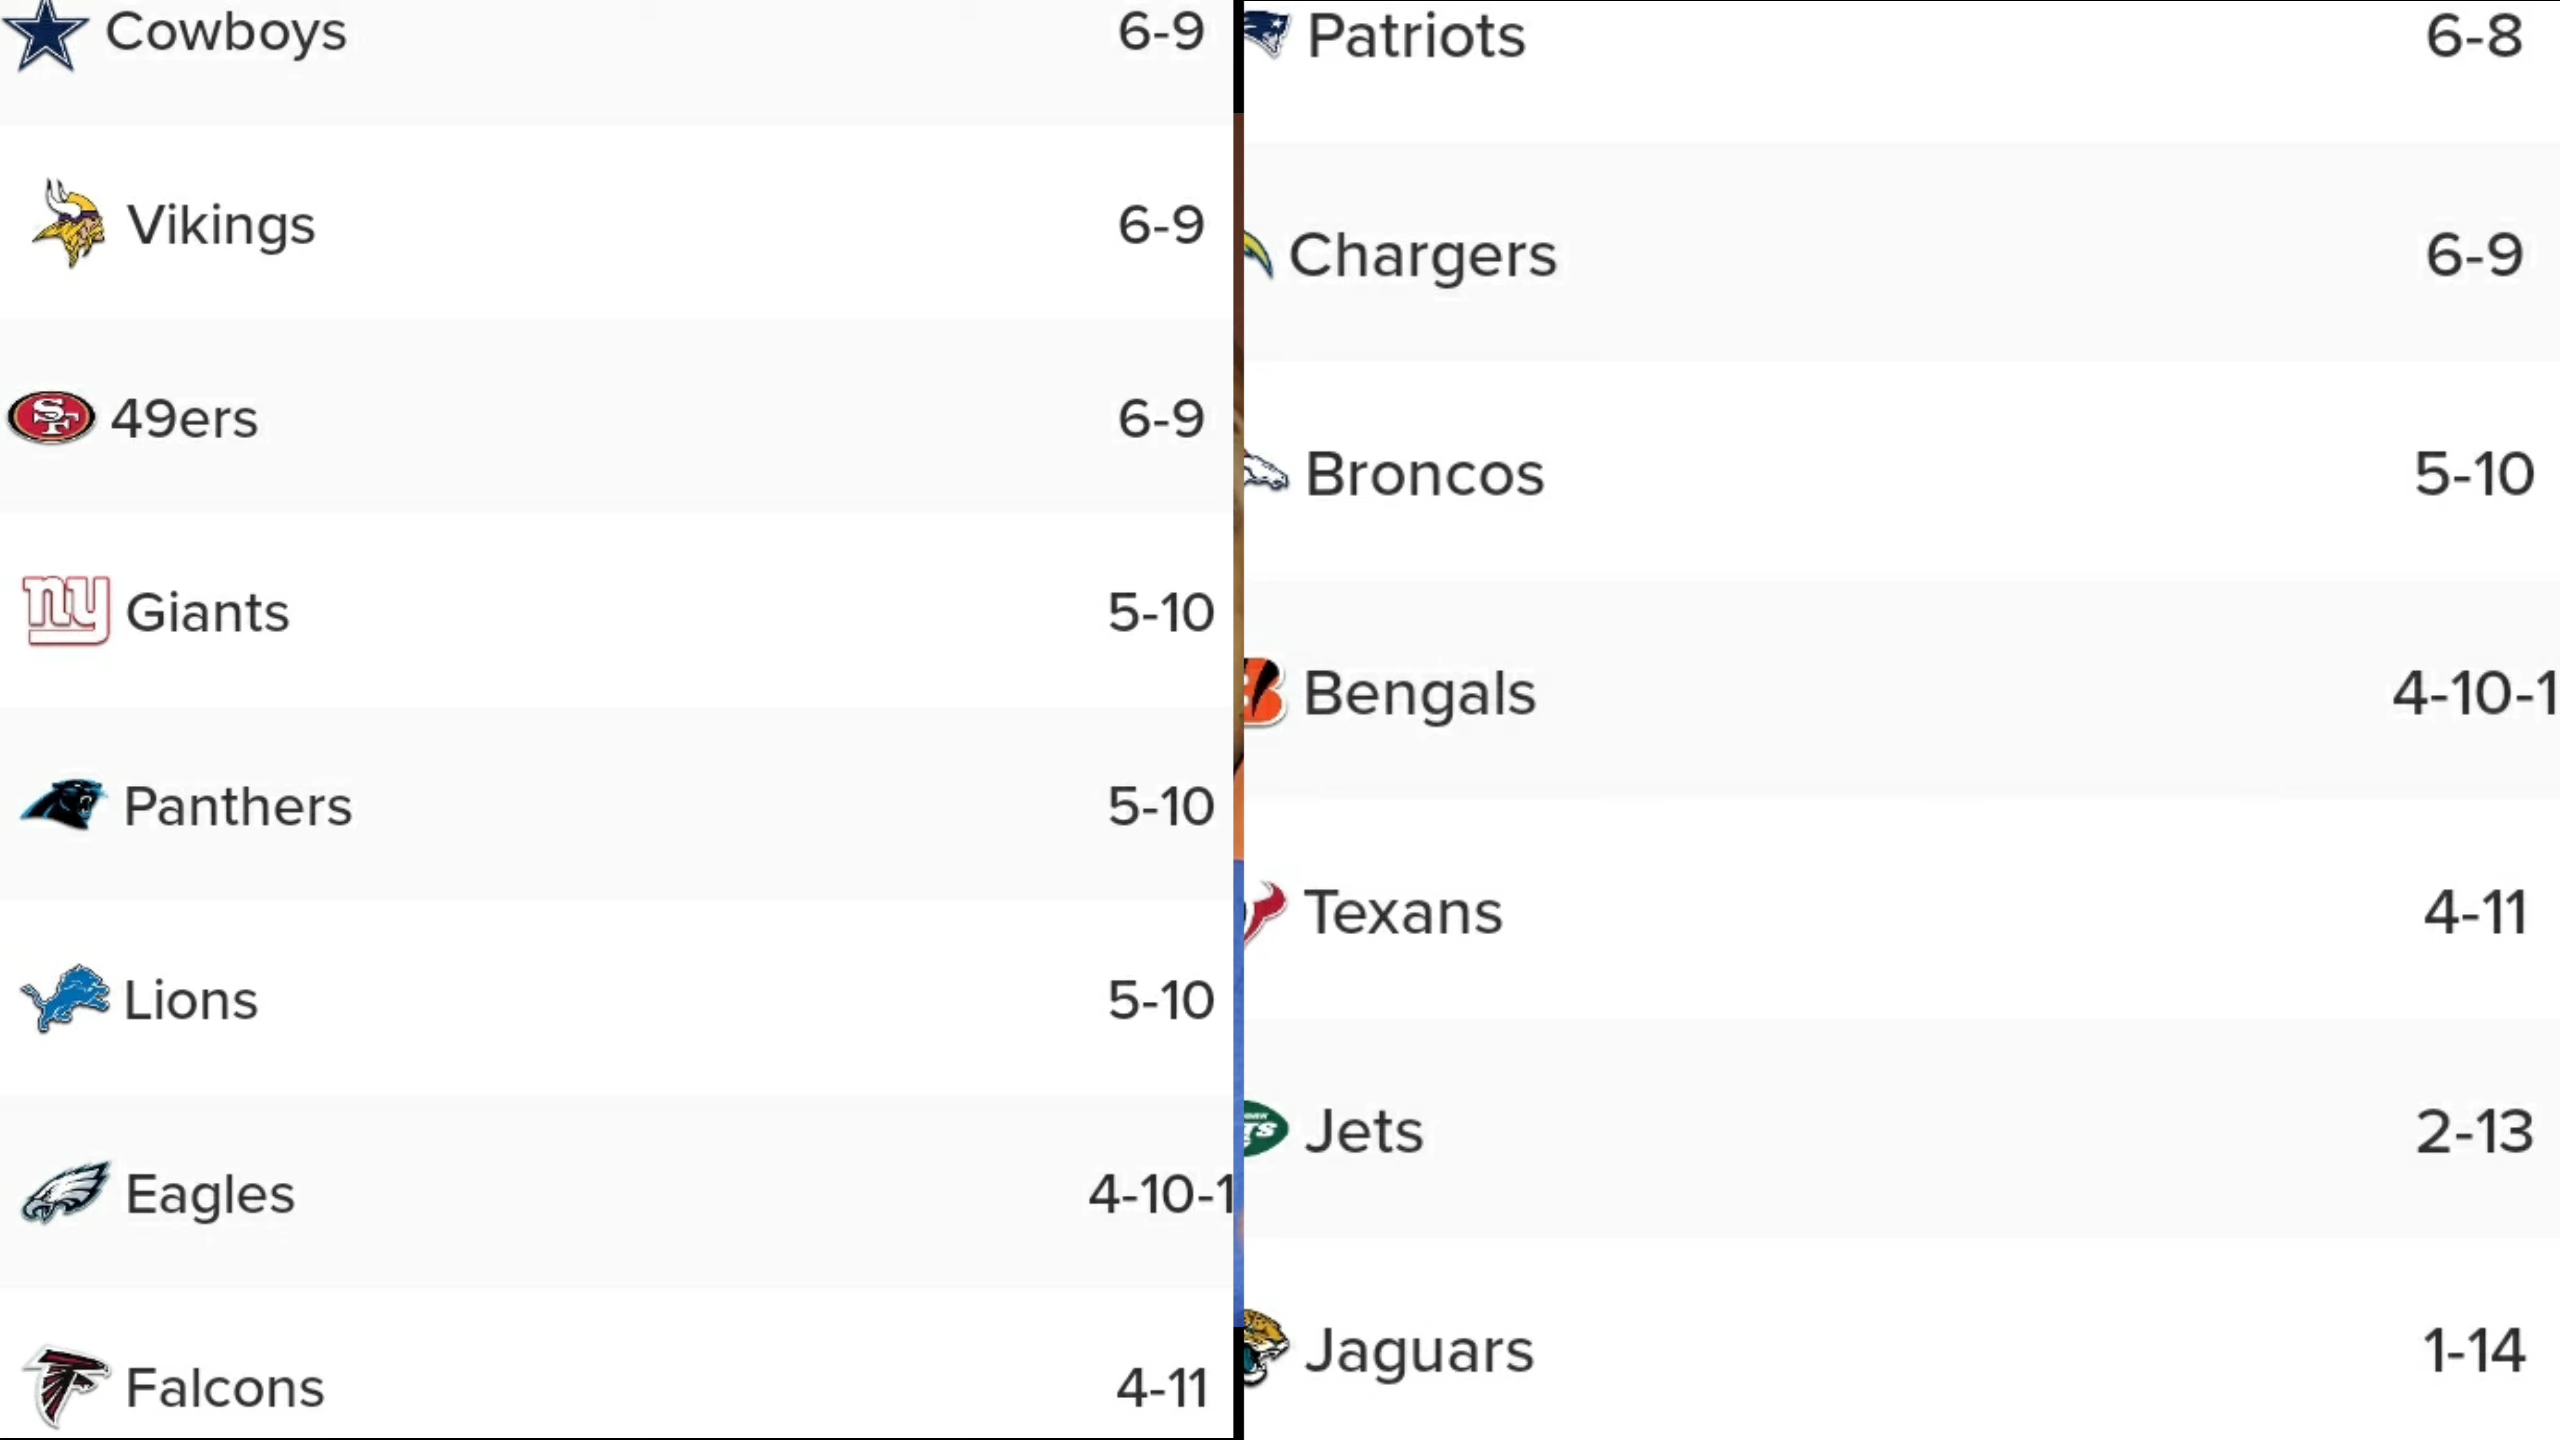 Cowboys 6-9
Vikings 6-9
49ers 6-9
Giants 5-10
Panthers 5-10
Lions 5-10
Eagles 4-10-1
Falcons 4-11
Patriots 6-8
Chargers 6-9
Broncos 5-10
Bengals 4-10-1
Texans 4-11
Jets 2-13
Jaguars 1-14